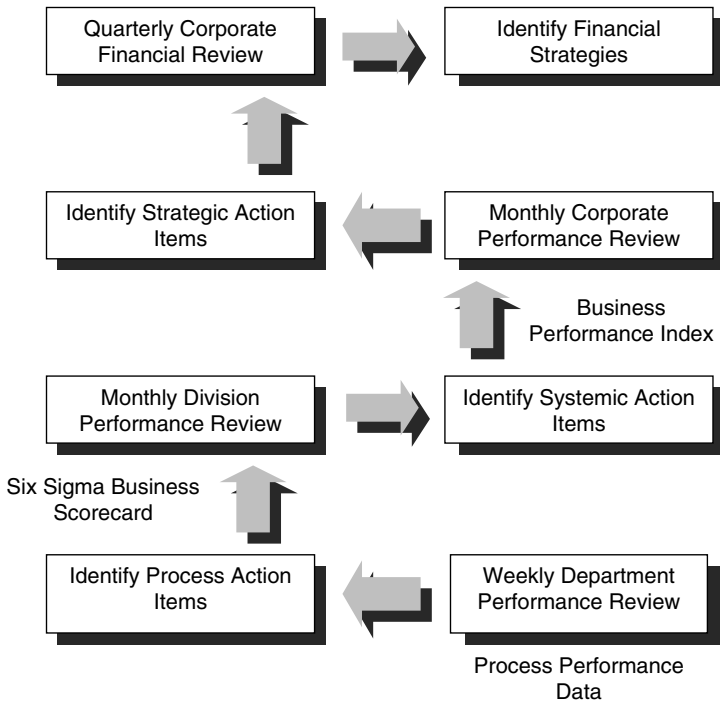 Quarterly Corporate
Financial Review
Identify Financial
Strategies
Identify Strategic Action
Items
Monthly Corporate
Performance Review
Business
Performance Index
Monthly Division
Performance Review
Identify Systemic Action
Items
Six Sigma Business
Scorecard
Identify Process Action
Items
Weekly Department
Performance Review
Process Performance
Data